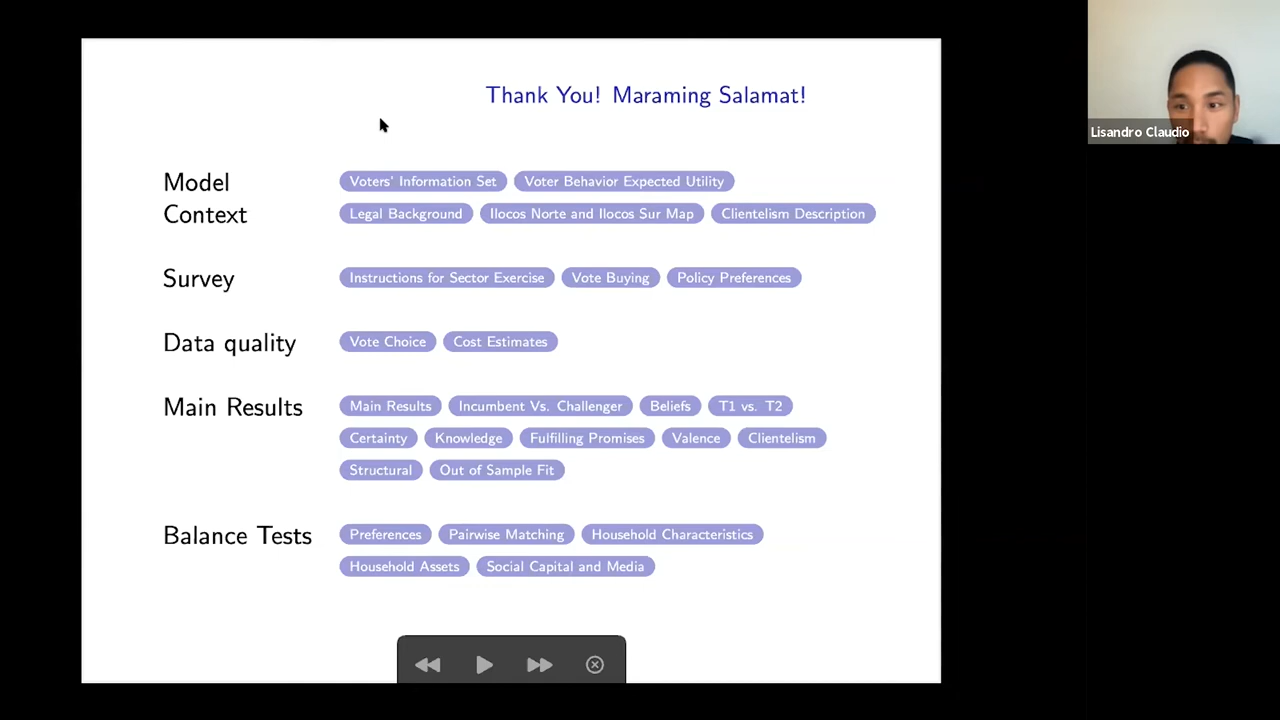 Thank You! Maraming Salamat!
Lisandro Claudio
Model Voters' Information Set Voter Behavior Expected Utility
Context Legal Background Ilocos Norte and Ilocos Sur Map Clientelism Description
Survey Instructions for Sector Exercise Vote Buying Policy Preferences
Data quality Vote Choice Cost Estimates
Main Results Main Results Incumbent Vs. Challenger Beliefs T1 vs. T2
Certainty Knowledge Fulfilling Promises Valence Clientelism
Structural Out of Sample Fit
Balance Tests Preferences Pairwise Matching Household Characteristics
Household Assets Social Capital and Media